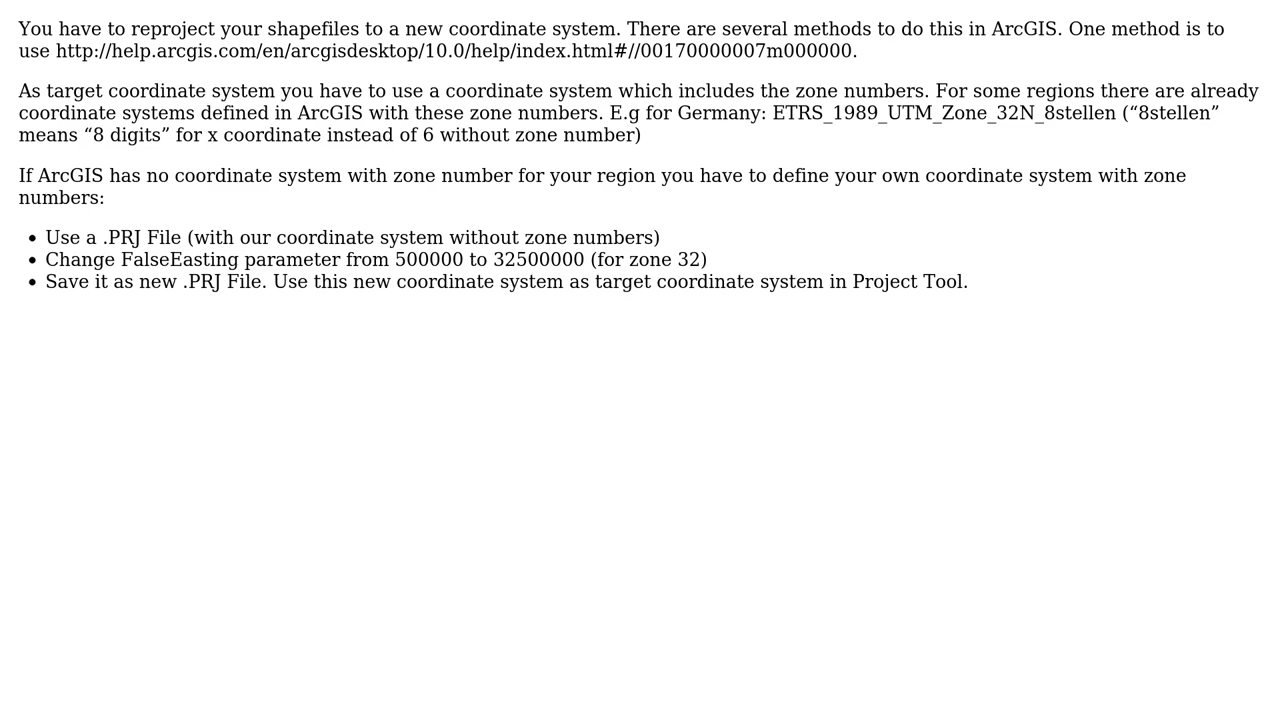 You have to reproject your shapefiles to a new coordinate system. There are several methods to do this in ArcGIS. One method is to
use http://help.arcgis.com/en/arcgisdesktop/10.0/help/index.html#//00170000007m000000.
As target coordinate system you have to use a coordinate system which includes the zone numbers. For some regions there are already
coordinate systems defined in ArcGIS with these zone numbers. E.g for Germany: ETRS_1989_UTM_Zone_32N_8stellen (“8stellen”
means “8 digits” for x coordinate instead of 6 without zone number)
If ArcGIS has no coordinate system with zone number for your region you have to define your own coordinate system with zone
numbers:
• Use a .PRJ File (with our coordinate system without zone numbers)
• Change FalseEasting parameter from 500000 to 32500000 (for zone 32)
• Save it as new .PRJ File. Use this new coordinate system as target coordinate system in Project Tool.